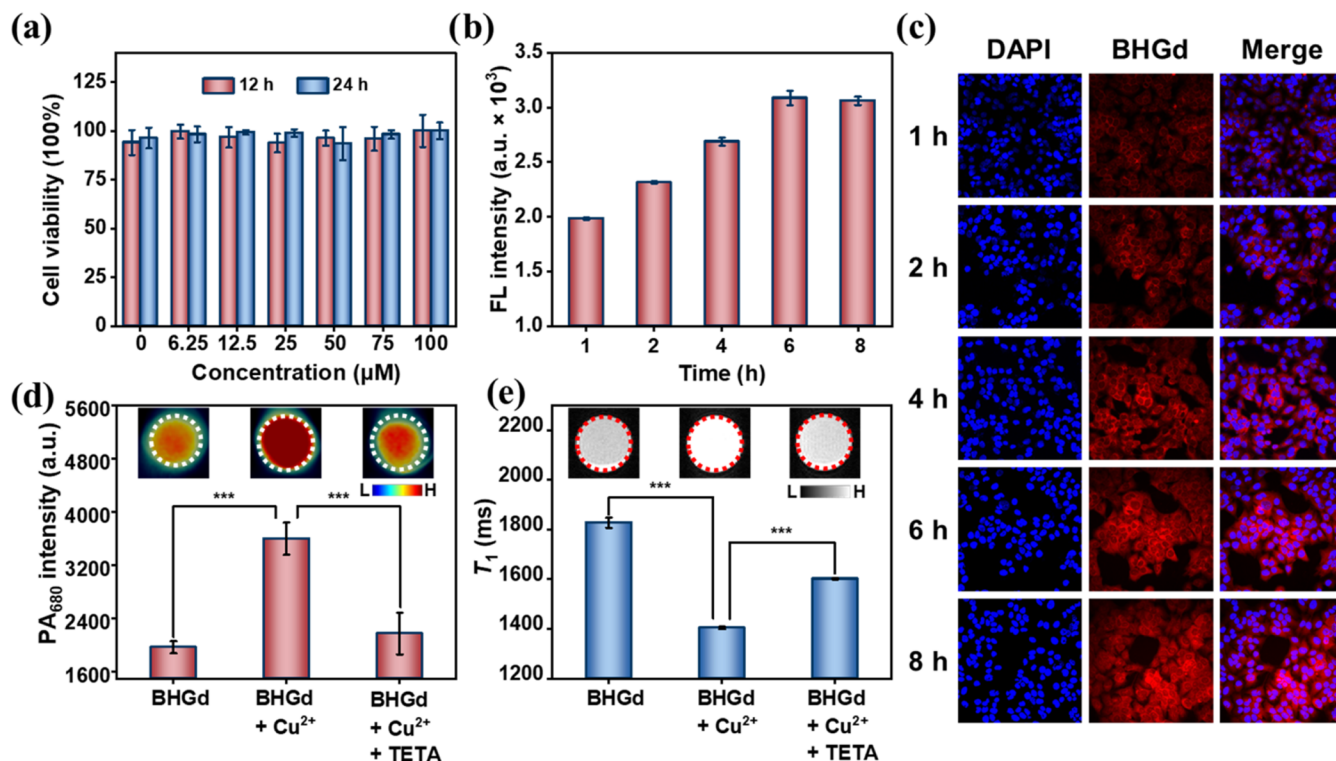 (a)
125
100
75
50
25
0
Cell viability (100%)
12 h 24 h
0 6.25 12.5 25 50 75 100
Concentration (μM)
(b)
3.5
3.0
2.5
2.0
1.5
1.0
FL intensity (a.u. × 10³)
1 2 4 6 8
Time (h)
(c)
DAPI BHGd Merge
1 h
2 h
4 h
6 h
8 h
(d)
5600
4800
4000
3200
2400
1600
PA₆₈₀ intensity (a.u.)
L H
*** ***
BHGd BHGd BHGd
+ Cu²⁺ + Cu²⁺
+ TETA
(e)
2200
2000
1800
1600
1400
1200
T₁ (ms)
L H
***
***
BHGd BHGd BHGd
+ Cu²⁺ + Cu²⁺
+ TETA